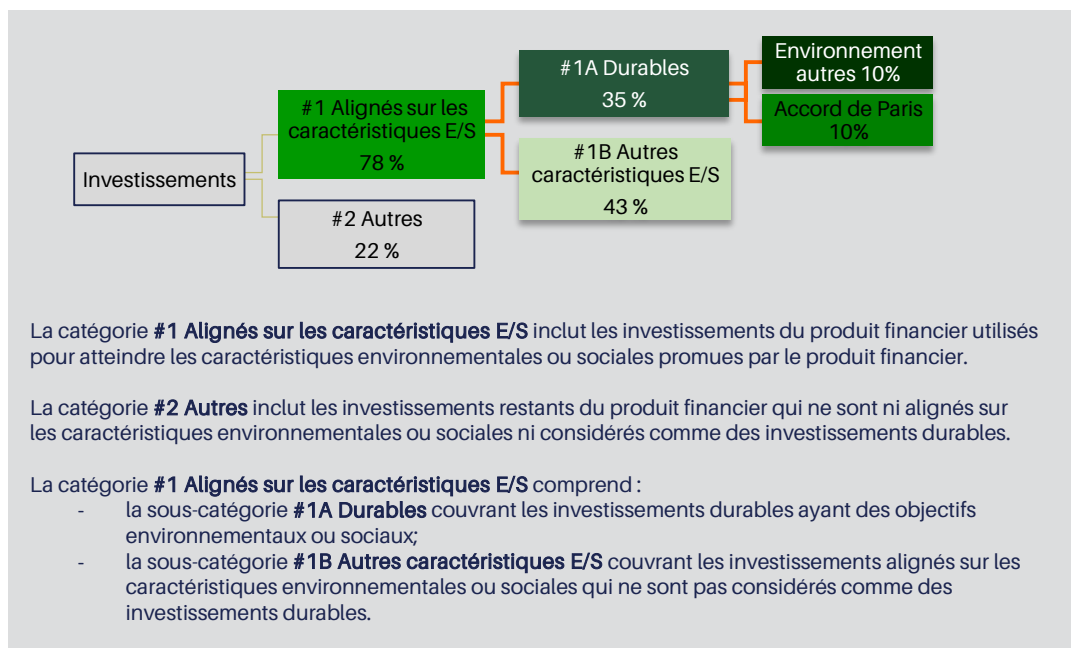 Investissements
#1 Alignés sur les
caractéristiques E/S
78 %
#2 Autres
22 %
#1A Durables
35 %
#1B Autres
caractéristiques E/S
43 %
Environnement
autres 10%
Accord de Paris
10%
La catégorie #1 Alignés sur les caractéristiques E/S inclut les investissements du produit financier utilisés
pour atteindre les caractéristiques environnementales ou sociales promues par le produit financier.
La catégorie #2 Autres inclut les investissements restants du produit financier qui ne sont ni alignés sur
les caractéristiques environnementales ou sociales ni considérés comme des investissements durables.
La catégorie #1 Alignés sur les caractéristiques E/S comprend :
- la sous-catégorie #1A Durables couvrant les investissements durables ayant des objectifs
environnementaux ou sociaux;
- la sous-catégorie #1B Autres caractéristiques E/S couvrant les investissements alignés sur les
caractéristiques environnementales ou sociales qui ne sont pas considérés comme des
investissements durables.